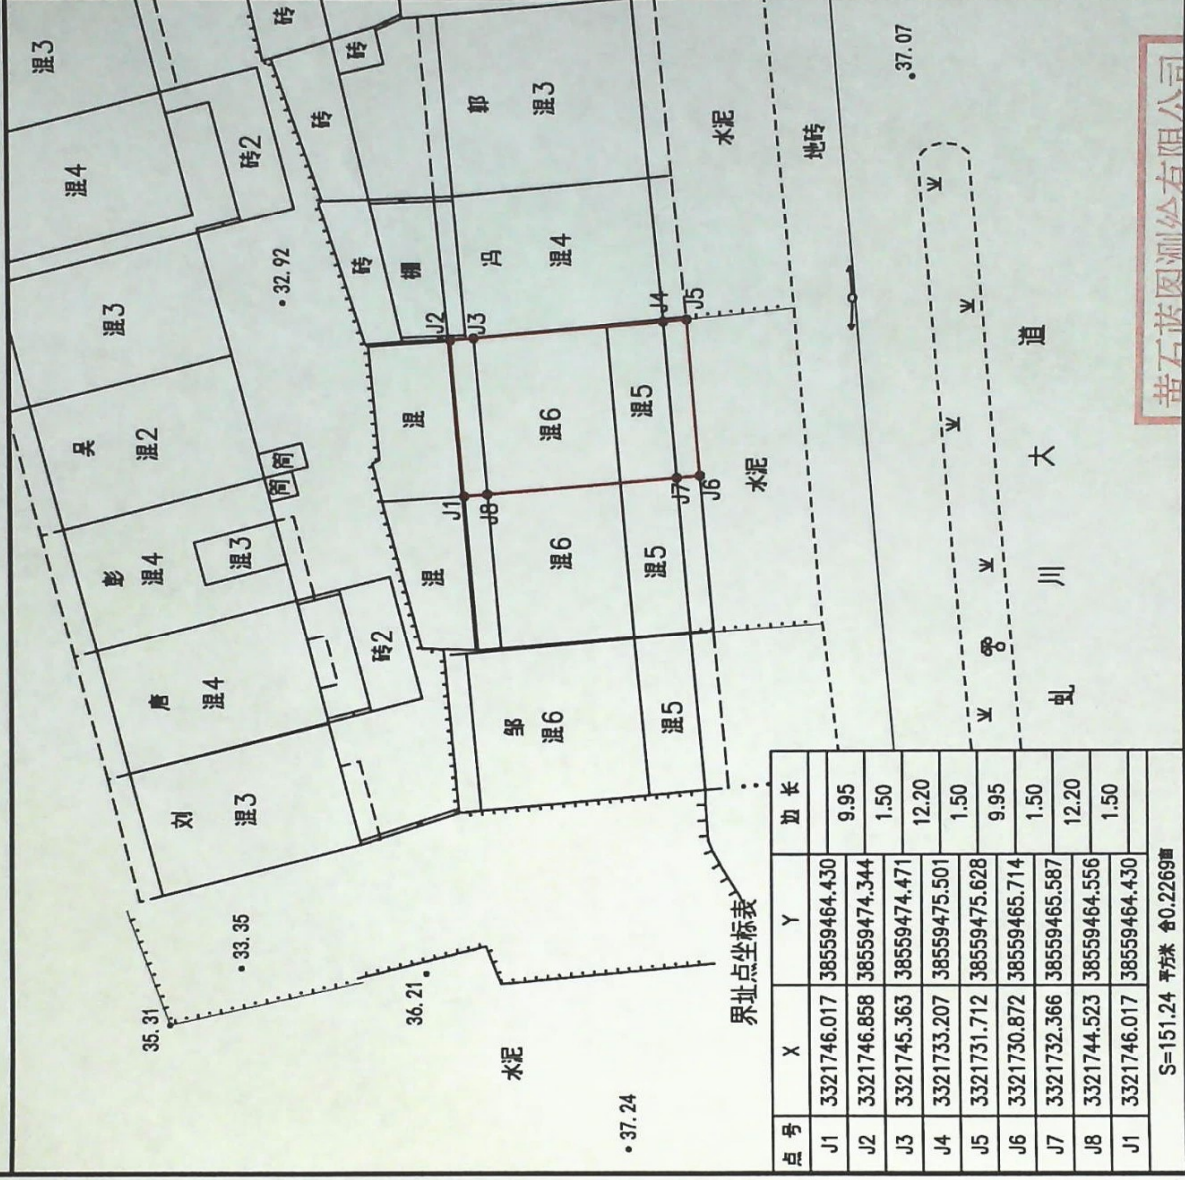 混3
混4
砖2
砖
砖
砖
郭
混3
水泥
地砖
37.07
混3
32.92
砖
棚
冯
混4
J2
J3
J4
J5
吴
混2
简
简
混
混6
混5
水泥
J1
J8
J7
J6
彭
混4
混3
混
混6
混5
唐
混4
砖2
邹
混6
混5
刘
混3
33.35
35.31
36.21
水泥
37.24
虬川大道
界址点坐标表
点号 X Y 边长
J1 3321746.017 38559464.430
9.95
J2 3321746.858 38559474.344
1.50
J3 3321745.363 38559474.471
12.20
J4 3321733.207 38559475.501
1.50
J5 3321731.712 38559475.628
9.95
J6 3321730.872 38559465.714
1.50
J7 3321732.366 38559465.587
12.20
J8 3321744.523 38559464.556
1.50
J1 3321746.017 38559464.430
S=151.24 平方米 合0.2269亩